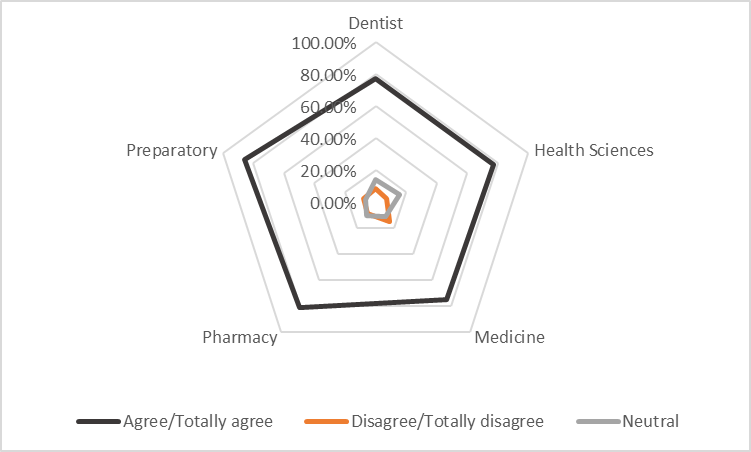 Dentist
100.00%
80.00%
60.00%
40.00%
20.00%
0.00%
Preparatory
Health Sciences
Pharmacy
Medicine
Agree/Totally agree
Disagree/Totally disagree
Neutral